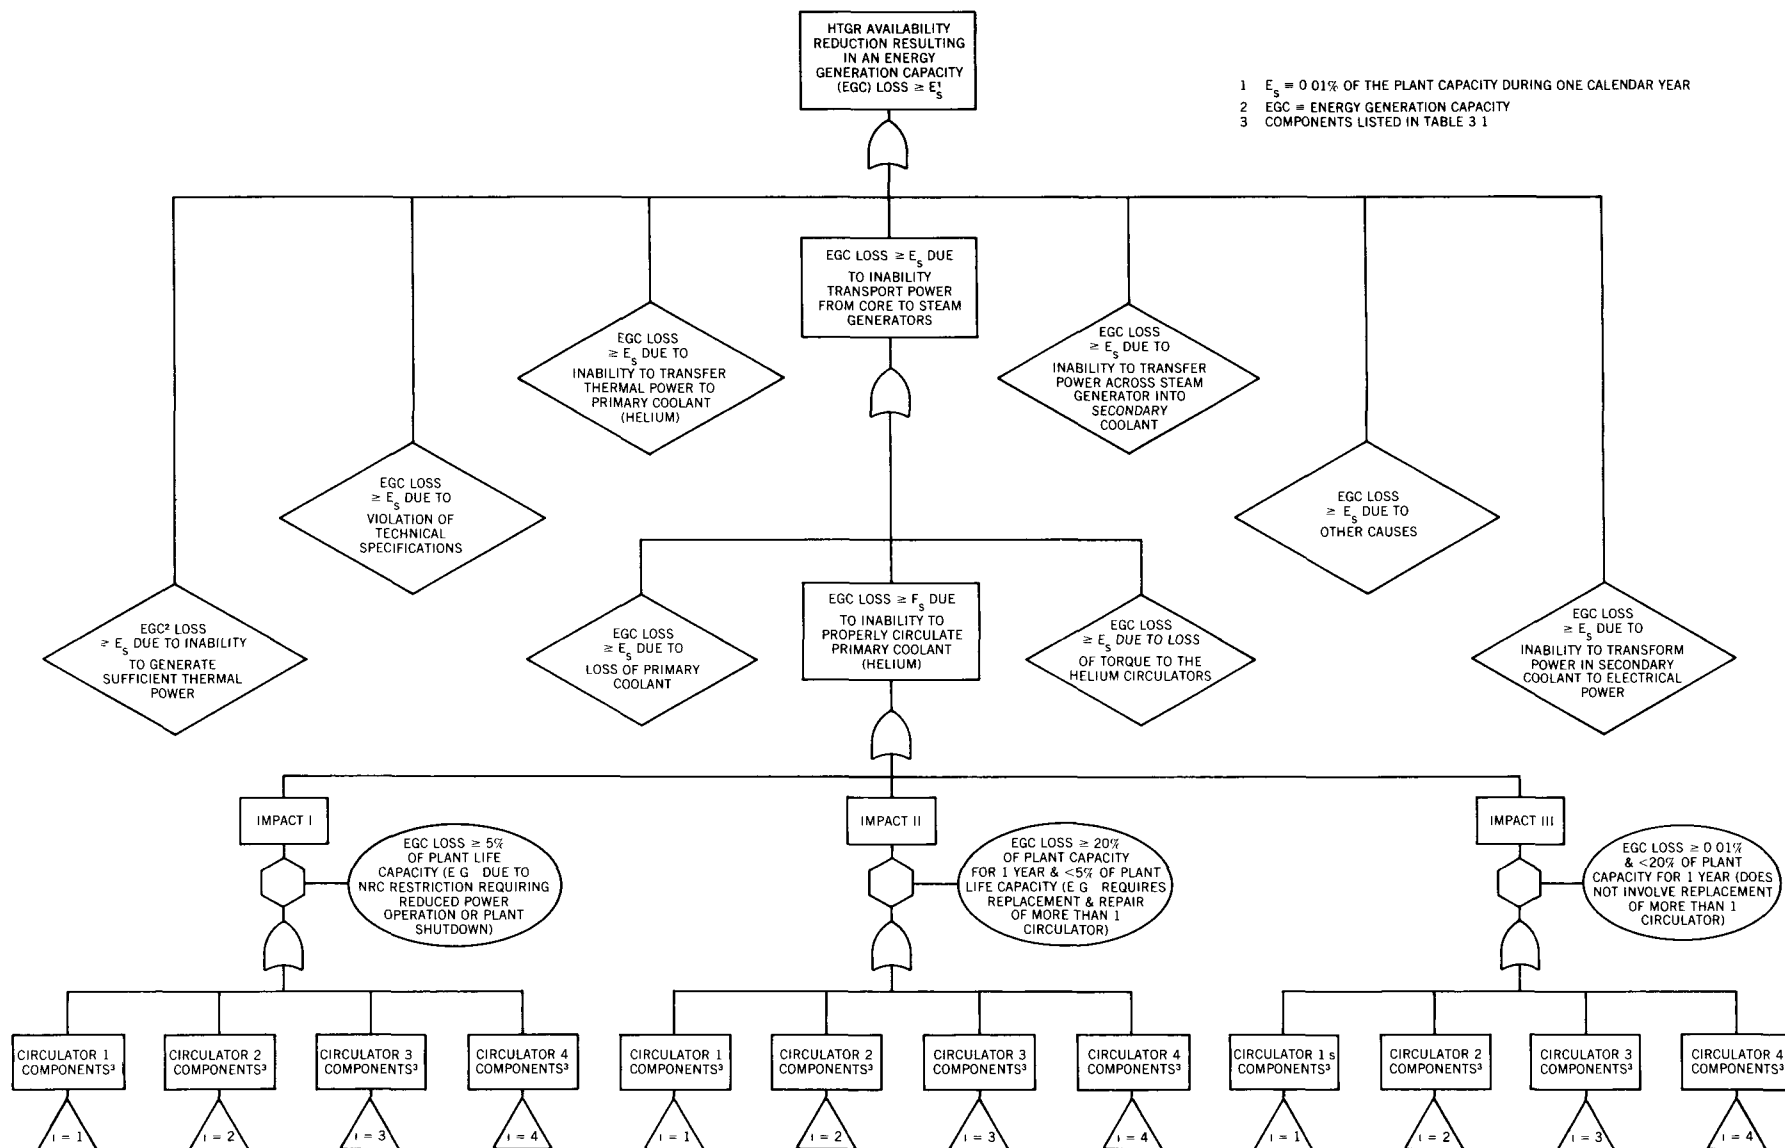 HTGR AVAILABILITY
REDUCTION RESULTING
IN AN ENERGY
GENERATION CAPACITY
(EGC) LOSS ≥ E_s¹
1 E_s ≡ 0 01% OF THE PLANT CAPACITY DURING ONE CALENDAR YEAR
2 EGC ≡ ENERGY GENERATION CAPACITY
3 COMPONENTS LISTED IN TABLE 3 1
EGC LOSS ≥ E_s DUE
TO INABILITY
TRANSPORT POWER
FROM CORE TO STEAM
GENERATORS
EGC LOSS
≥ E_s DUE TO
INABILITY TO TRANSFER
THERMAL POWER TO
PRIMARY COOLANT
(HELIUM)
EGC LOSS
≥ E_s DUE TO
INABILITY TO TRANSFER
POWER ACROSS STEAM
GENERATOR INTO
SECONDARY
COOLANT
EGC LOSS
≥ E_s DUE TO
VIOLATION OF
TECHNICAL
SPECIFICATIONS
EGC LOSS
≥ E_s DUE TO
OTHER CAUSES
EGC² LOSS
≥ E_s DUE TO INABILITY
TO GENERATE
SUFFICIENT THERMAL
POWER
EGC LOSS
≥ E_s DUE TO
LOSS OF PRIMARY
COOLANT
EGC LOSS ≥ F_s DUE
TO INABILITY TO
PROPERLY CIRCULATE
PRIMARY COOLANT
(HELIUM)
EGC LOSS
≥ E_s DUE TO LOSS
OF TORQUE TO THE
HELIUM CIRCULATORS
EGC LOSS
≥ E_s DUE TO
INABILITY TO TRANSFORM
POWER IN SECONDARY
COOLANT TO ELECTRICAL
POWER
IMPACT I
EGC LOSS ≥ 5%
OF PLANT LIFE
CAPACITY (E G DUE TO
NRC RESTRICTION REQUIRING
REDUCED POWER
OPERATION OR PLANT
SHUTDOWN)
IMPACT II
EGC LOSS ≥ 20%
OF PLANT CAPACITY
FOR 1 YEAR & <5% OF PLANT
LIFE CAPACITY (E G REQUIRES
REPLACEMENT & REPAIR
OF MORE THAN 1
CIRCULATOR)
IMPACT III
EGC LOSS ≥ 0 01%
& <20% OF PLANT
CAPACITY FOR 1 YEAR (DOES
NOT INVOLVE REPLACEMENT
OF MORE THAN 1
CIRCULATOR)
CIRCULATOR 1
COMPONENTS³
CIRCULATOR 2
COMPONENTS³
CIRCULATOR 3
COMPONENTS³
CIRCULATOR 4
COMPONENTS³
CIRCULATOR 1
COMPONENTS³
CIRCULATOR 2
COMPONENTS³
CIRCULATOR 3
COMPONENTS³
CIRCULATOR 4
COMPONENTS³
CIRCULATOR 1 s
COMPONENTS³
CIRCULATOR 2
COMPONENTS³
CIRCULATOR 3
COMPONENTS³
CIRCULATOR 4
COMPONENTS³
ı = 1
ı = 2
ı = 3
ı = 4
ı = 1
ı = 2
ı = 3
ı = 4
ı = 1
ı = 2
ı = 3
ı = 4